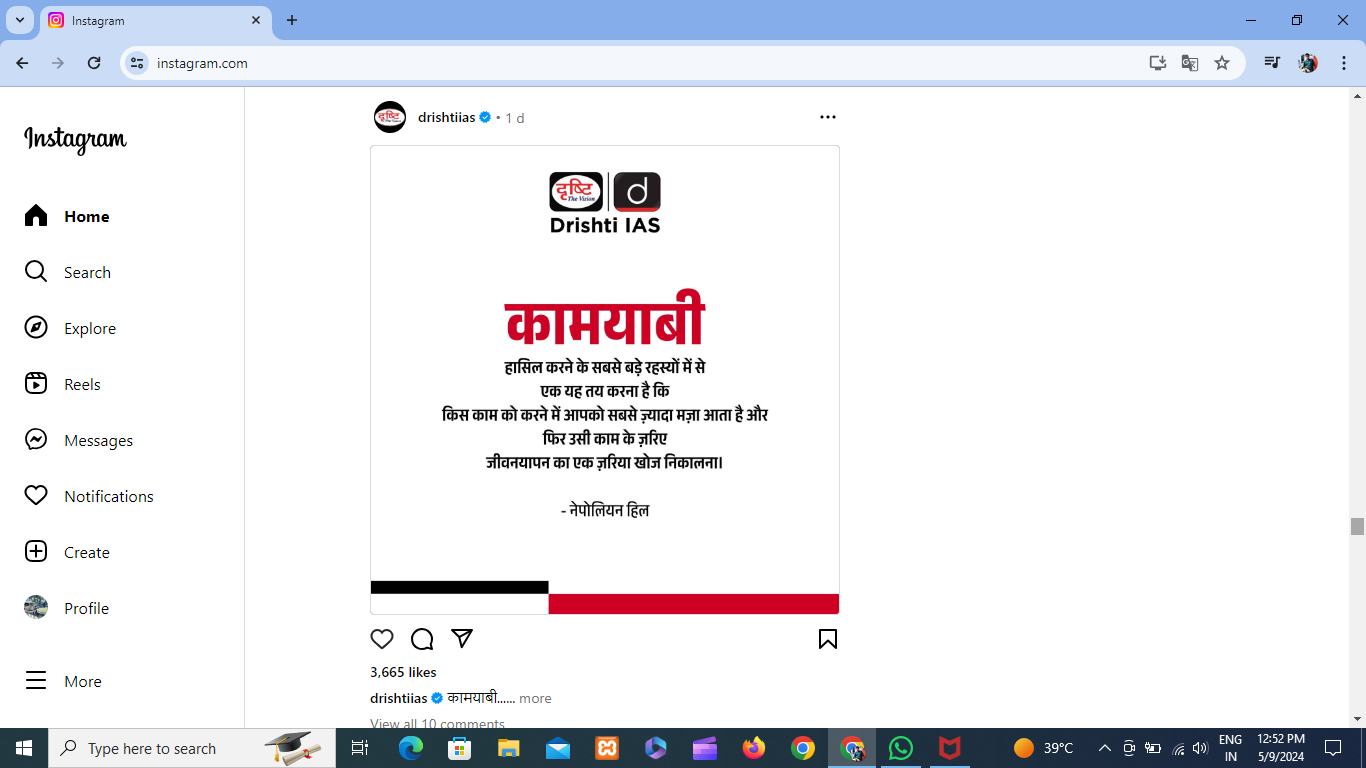 Instagram
instagram.com
Instagram
Home
Search
Explore
Reels
Messages
Notifications
Create
Profile
More
drishtiias • 1 d
दृष्टि
The Vision
d
Drishti IAS
कामयाबी
हासिल करने के सबसे बड़े रहस्यों में से
एक यह तय करना है कि
किस काम को करने में आपको सबसे ज़्यादा मज़ा आता है और
फिर उसी काम के ज़रिए
जीवनयापन का एक ज़रिया खोज निकालना।
- नेपोलियन हिल
3,665 likes
drishtiias कामयाबी...... more
View all 10 comments
Type here to search
39°C
ENG
IN
12:52 PM
5/9/2024